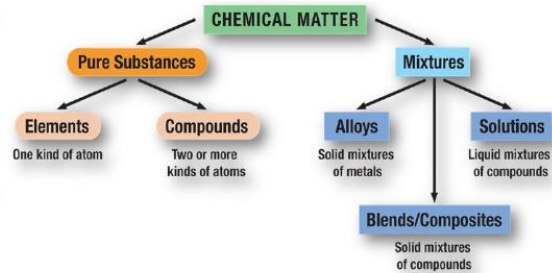 CHEMICAL MATTER
Pure Substances
Mixtures
Elements
One kind of atom
Compounds
Two or more
kinds of atoms
Alloys
Solid mixtures
of metals
Solutions
Liquid mixtures
of compounds
Blends/Composites
Solid mixtures
of compounds